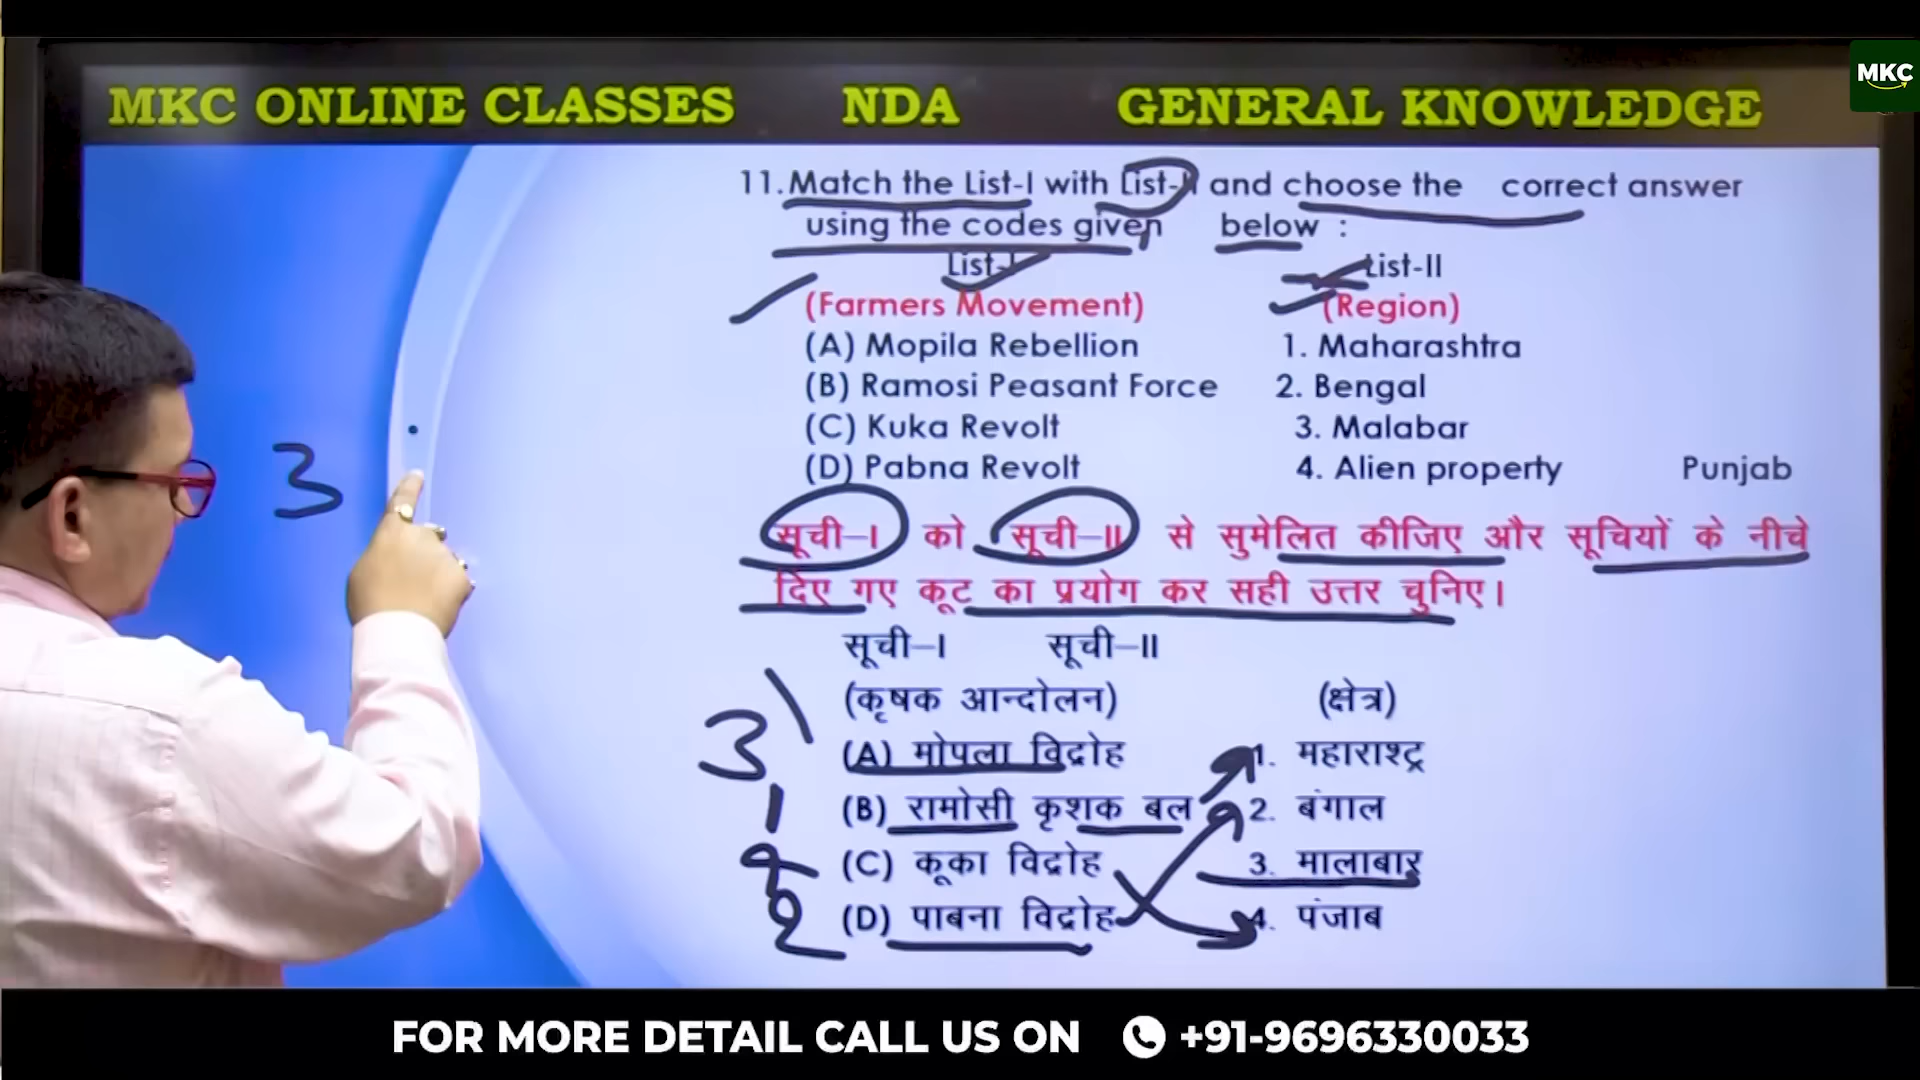 MKC
MKC ONLINE CLASSES NDA GENERAL KNOWLEDGE
11. Match the List-I with List-II and choose the correct answer
using the codes given below :
List-I List-II
(Farmers Movement) (Region)
(A) Mopila Rebellion 1. Maharashtra
(B) Ramosi Peasant Force 2. Bengal
(C) Kuka Revolt 3. Malabar
(D) Pabna Revolt 4. Alien property Punjab
3
सूची-I को सूची-II से सुमेलित कीजिए और सूचियों के नीचे
दिए गए कूट का प्रयोग कर सही उत्तर चुनिए।
सूची-I सूची-II
(कृषक आन्दोलन) (क्षेत्र)
3 (A) मोपला विद्रोह 1. महाराश्ट्र
1 (B) रामोसी कृशक बल 2. बंगाल
(C) कूका विद्रोह 3. मालाबार
2 (D) पाबना विद्रोह 4. पंजाब
FOR MORE DETAIL CALL US ON +91-9696330033